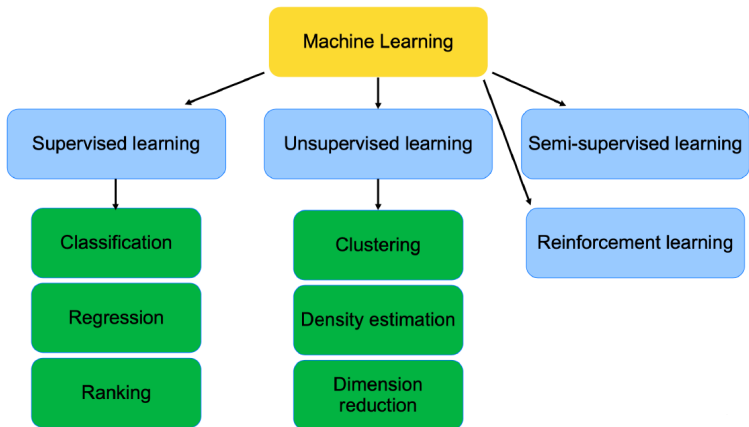 Machine Learning
Supervised learning
Unsupervised learning
Semi-supervised learning
Classification
Clustering
Reinforcement learning
Regression
Density estimation
Ranking
Dimension
reduction